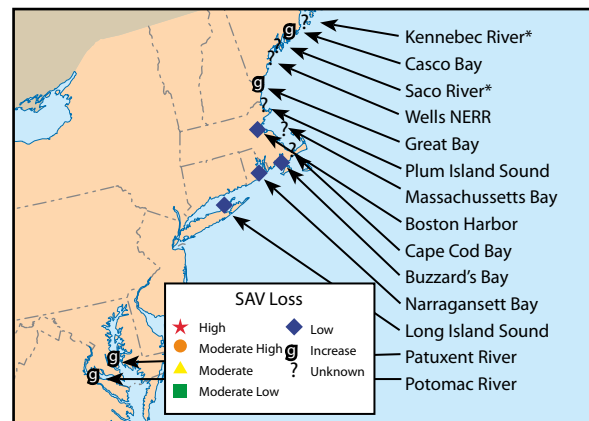 Kennebec River*
Casco Bay
Saco River*
Wells NERR
Great Bay
Plum Island Sound
Massachussetts Bay
Boston Harbor
Cape Cod Bay
Buzzard's Bay
Narragansett Bay
Long Island Sound
Patuxent River
Potomac River
?
g
?
?
?
g
?
?
?
g
g
SAV Loss
High
Moderate High
Moderate
Moderate Low
Low
g Increase
? Unknown